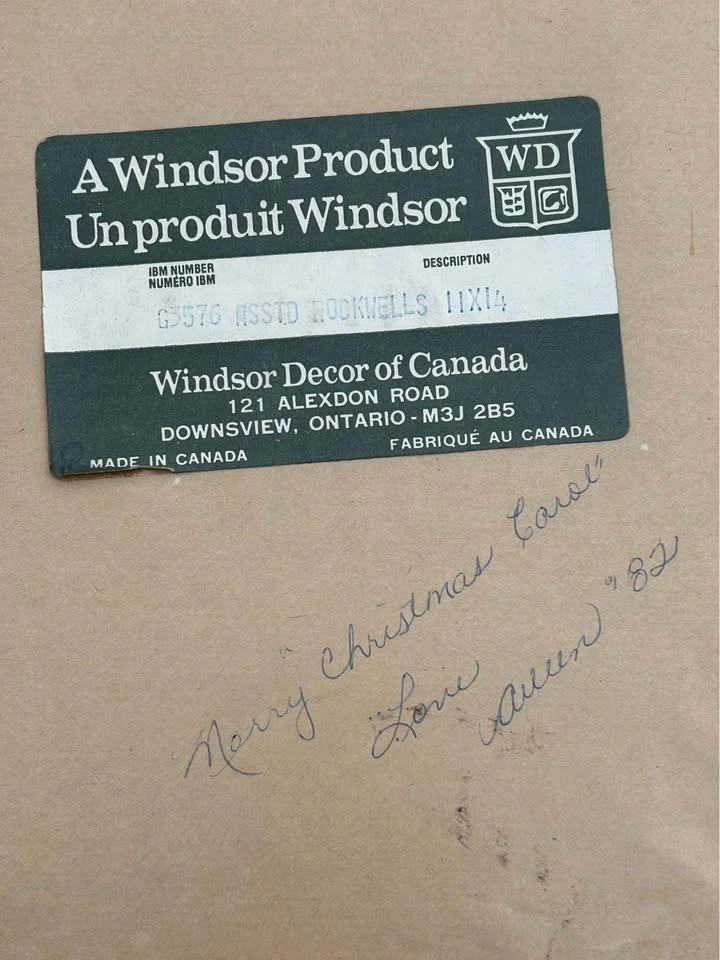 A Windsor Product
Un produit Windsor
WD
IBM NUMBER
NUMÉRO IBM
DESCRIPTION
G3576 ASSTD ROCKWELLS 11X14
Windsor Decor of Canada
121 ALEXDON ROAD
DOWNSVIEW, ONTARIO - M3J 2B5
MADE IN CANADA
FABRIQUÉ AU CANADA
Merry "Christmas Carol"
"Love
Aileen" '82